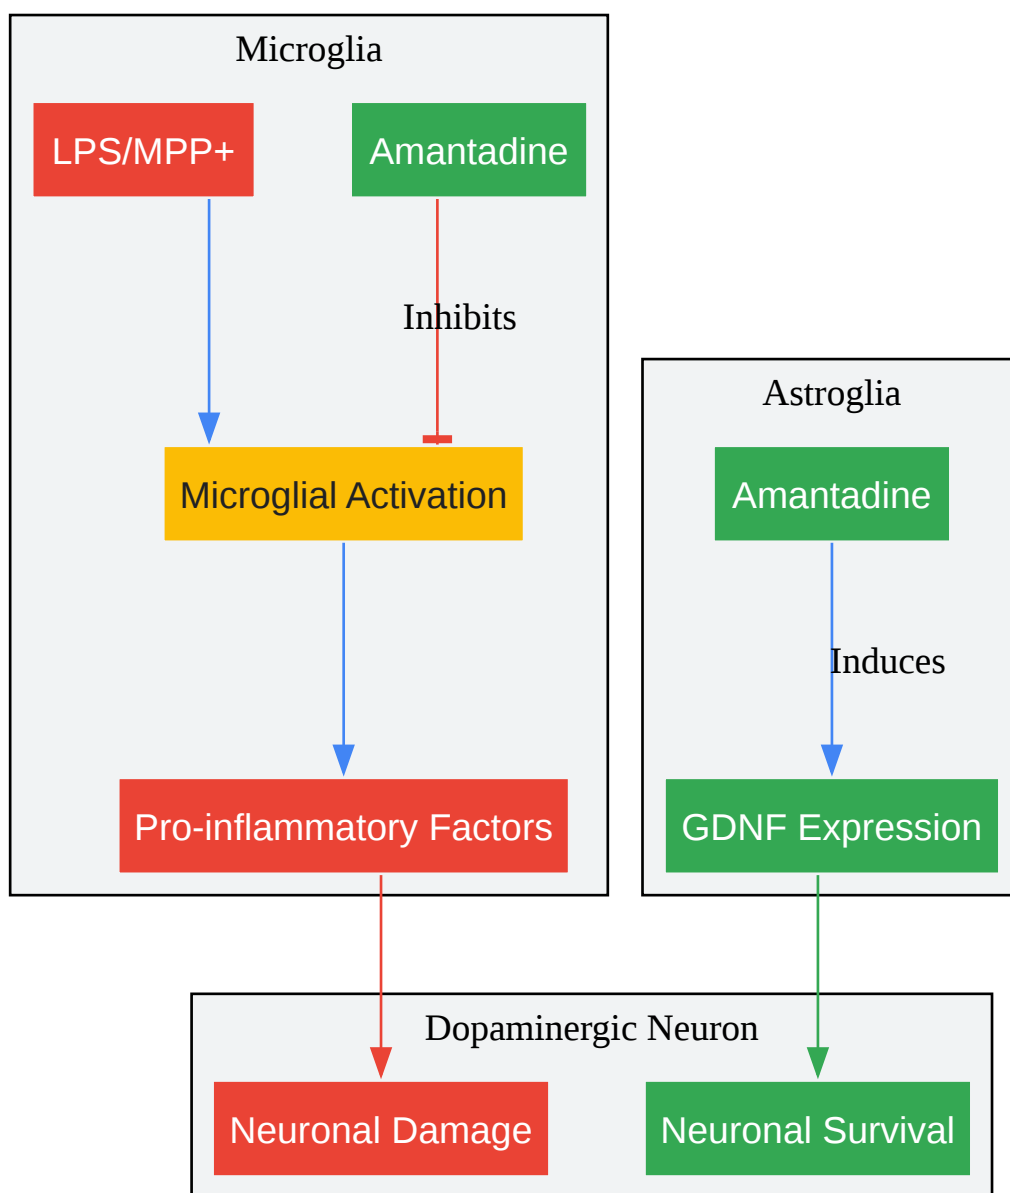 Microglia
LPS/MPP+
Amantadine
Inhibits
Microglial Activation
Pro-inflammatory Factors
Astroglia
Amantadine
Induces
GDNF Expression
Dopaminergic Neuron
Neuronal Damage
Neuronal Survival